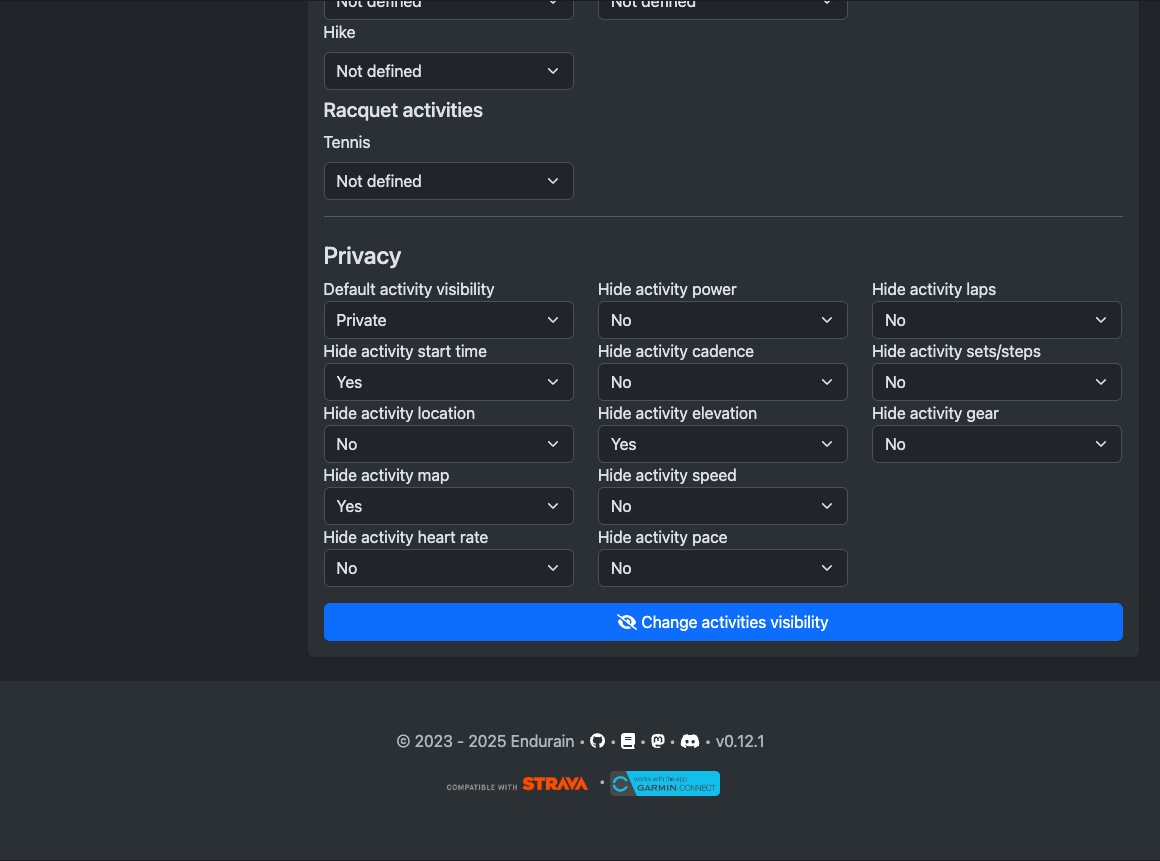 Not defined
Not defined
Hike
Not defined
Racquet activities
Tennis
Not defined
Privacy
Default activity visibility
Private
Hide activity start time
Yes
Hide activity location
No
Hide activity map
Yes
Hide activity heart rate
No
Hide activity power
No
Hide activity cadence
No
Hide activity elevation
Yes
Hide activity speed
No
Hide activity pace
No
Hide activity laps
No
Hide activity sets/steps
No
Hide activity gear
No
Change activities visibility
© 2023 - 2025 Endurain • • • • • v0.12.1
COMPATIBLE WITH STRAVA •
works with the app
GARMIN.CONNECT